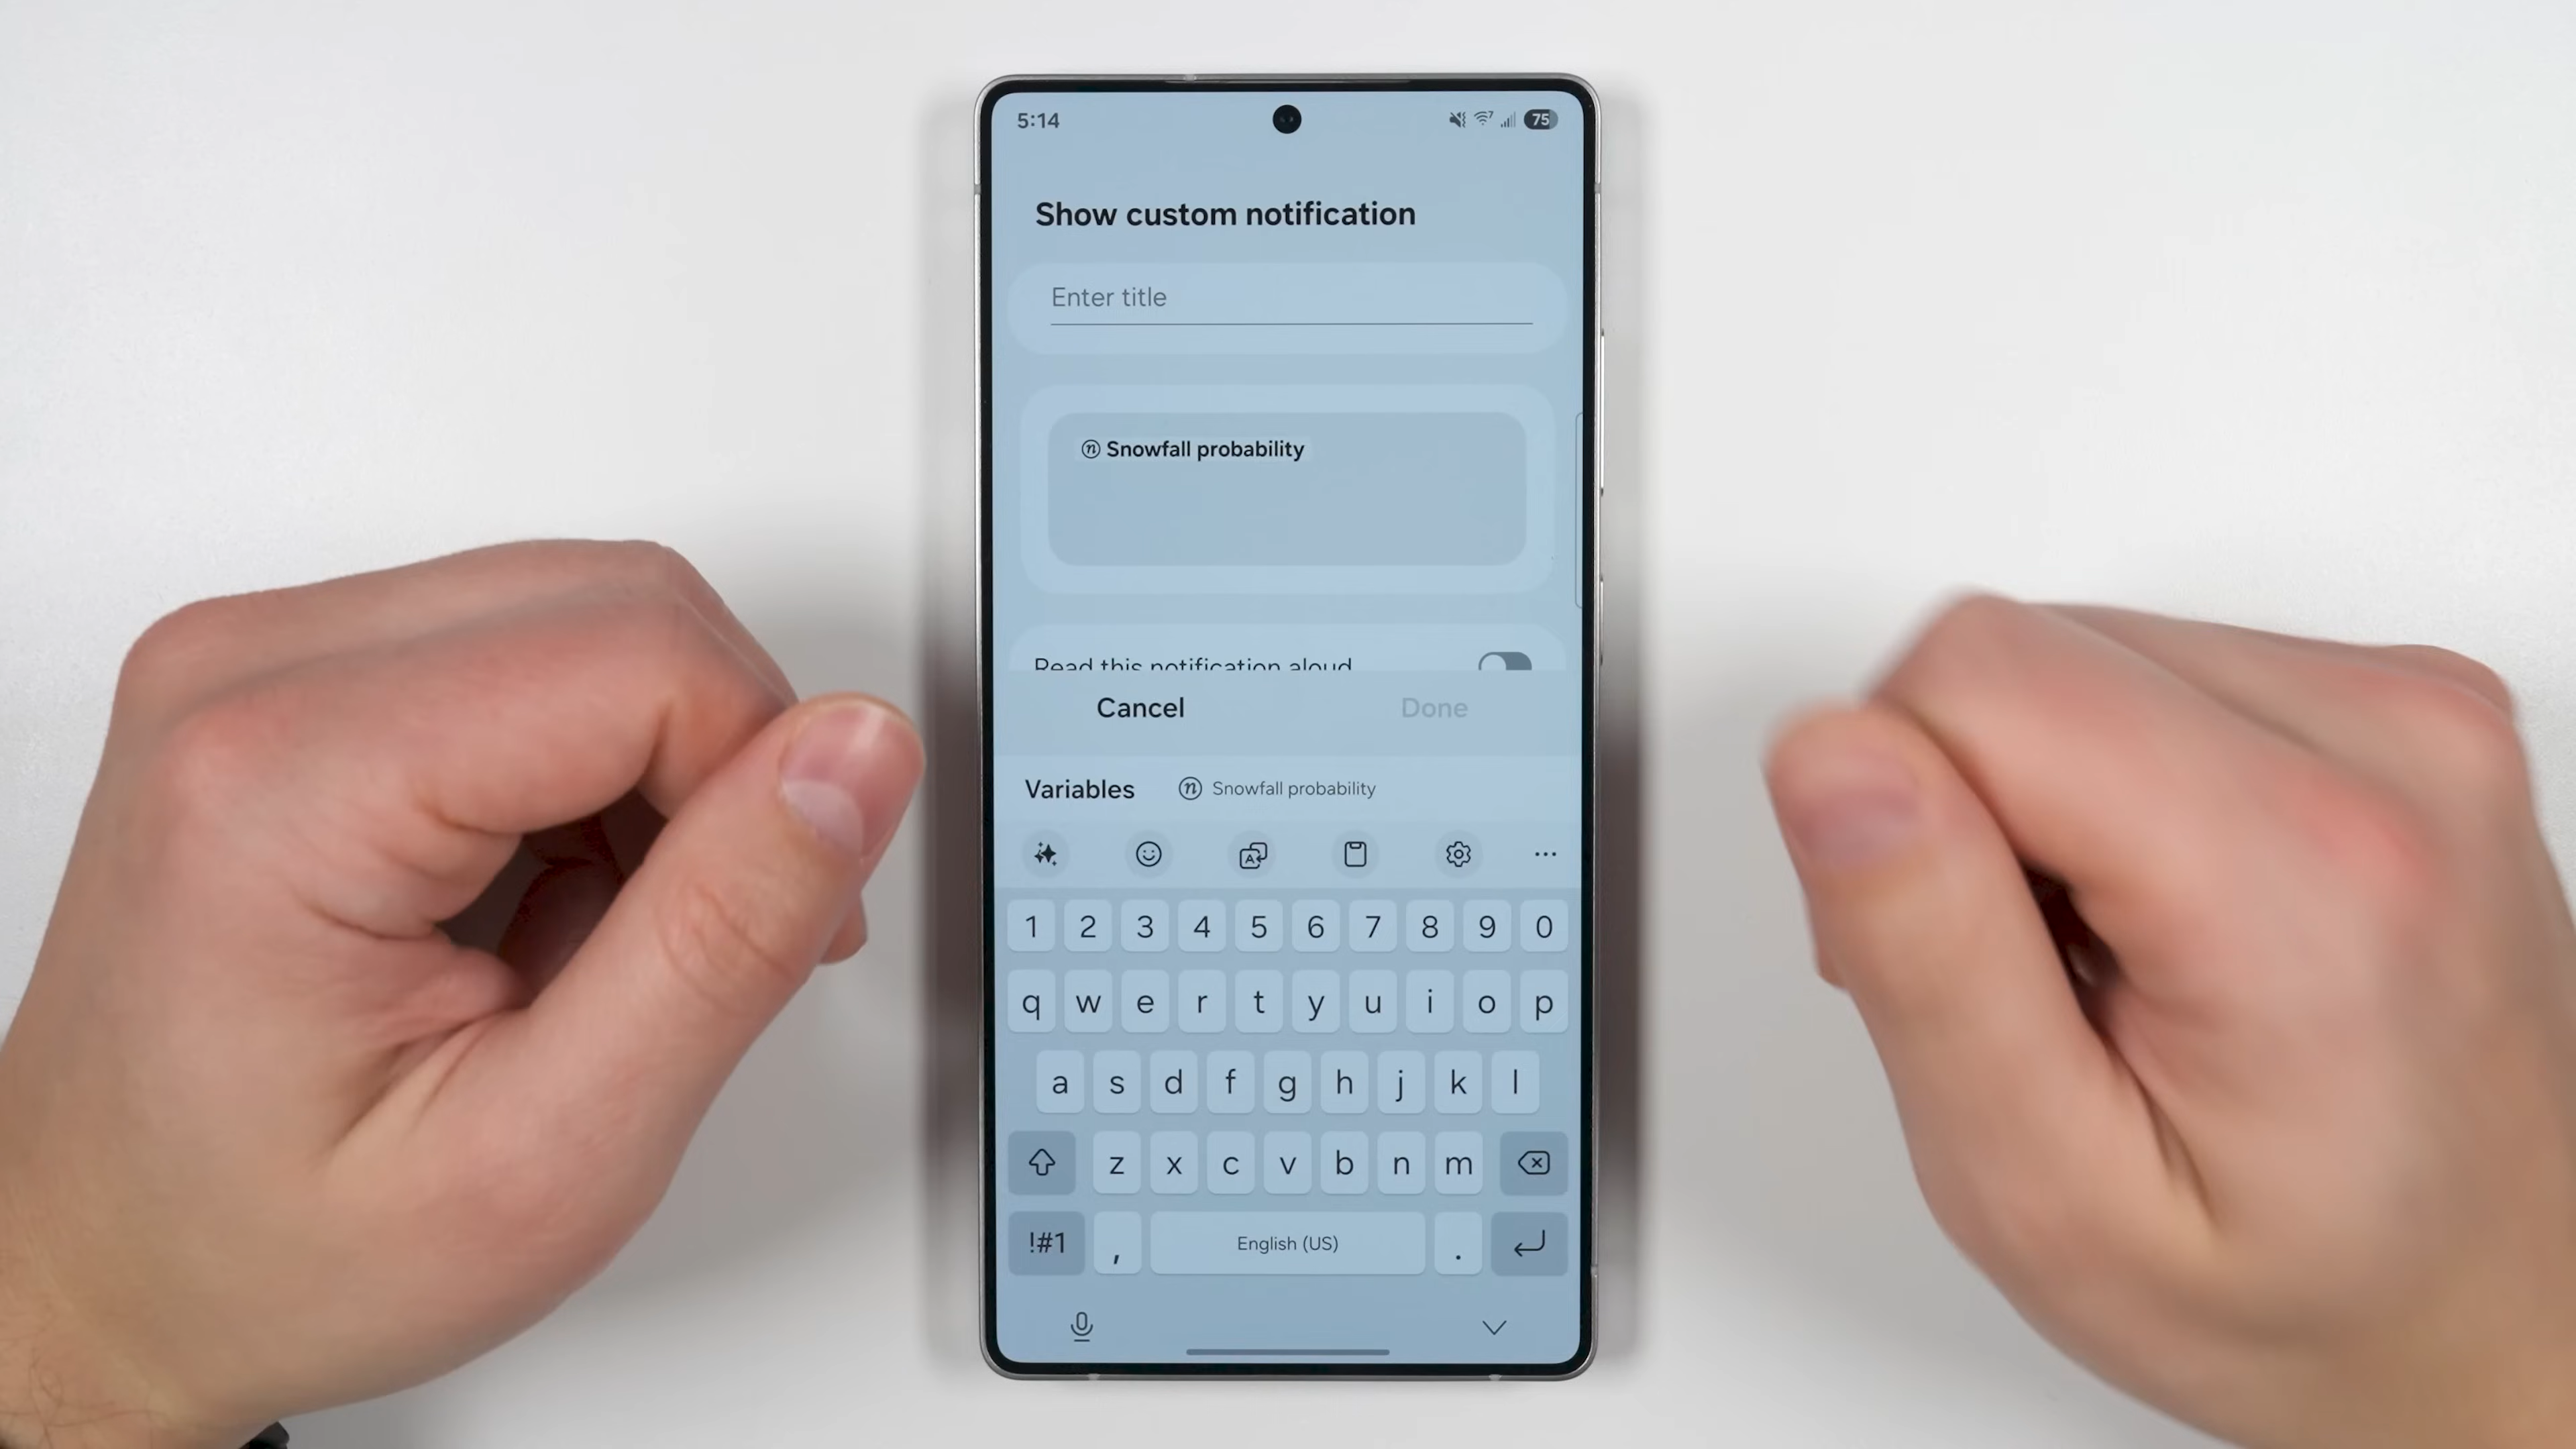 5:14
7
75
Show custom notification
Enter title
n Snowfall probability
Read this notification aloud
Cancel Done
Variables n Snowfall probability
A
1 2 3 4 5 6 7 8 9 0
q w e r t y u i o p
a s d f g h j k l
z x c v b n m
!#1 , English (US) .